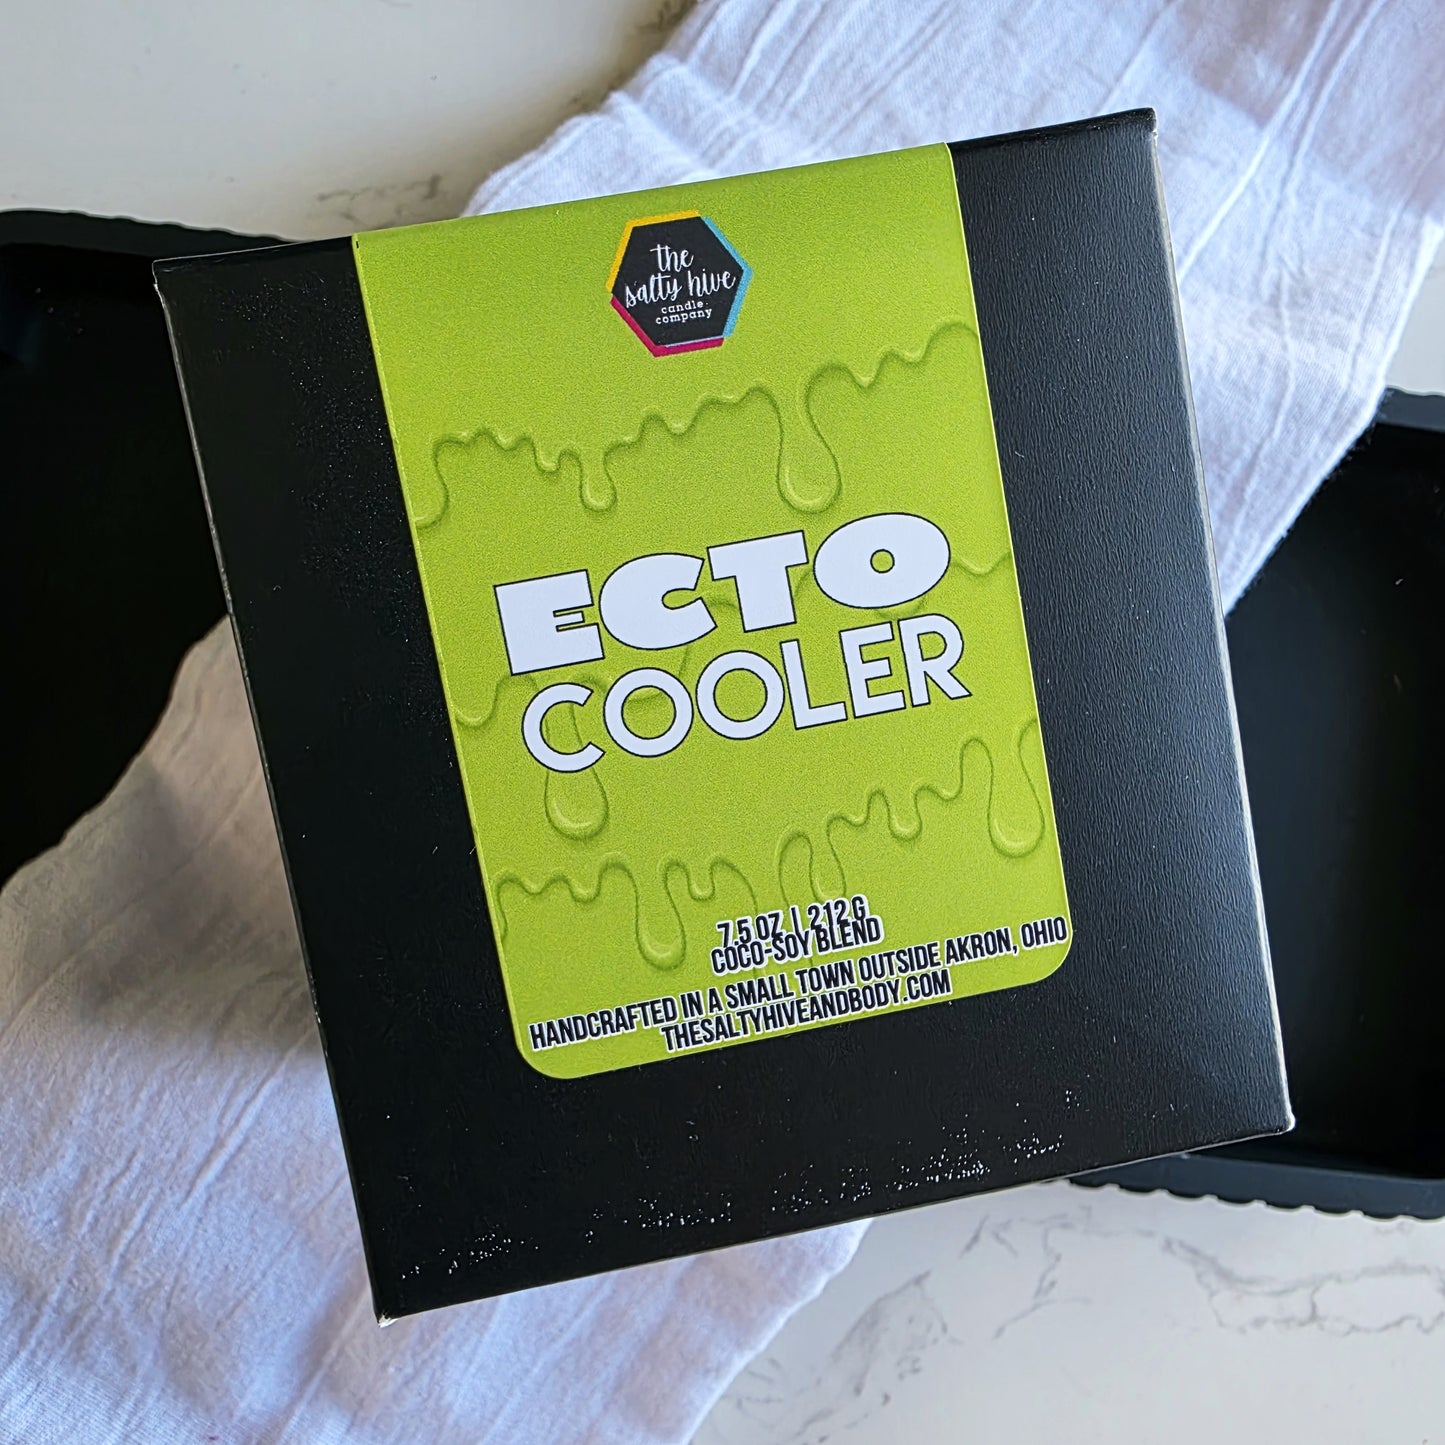 the
salty hive
candle
company
ECTO
COOLER
7.5 OZ | 212 G
COCO-SOY BLEND
HANDCRAFTED IN A SMALL TOWN OUTSIDE AKRON, OHIO
THESALTYHIVEANDBODY.COM